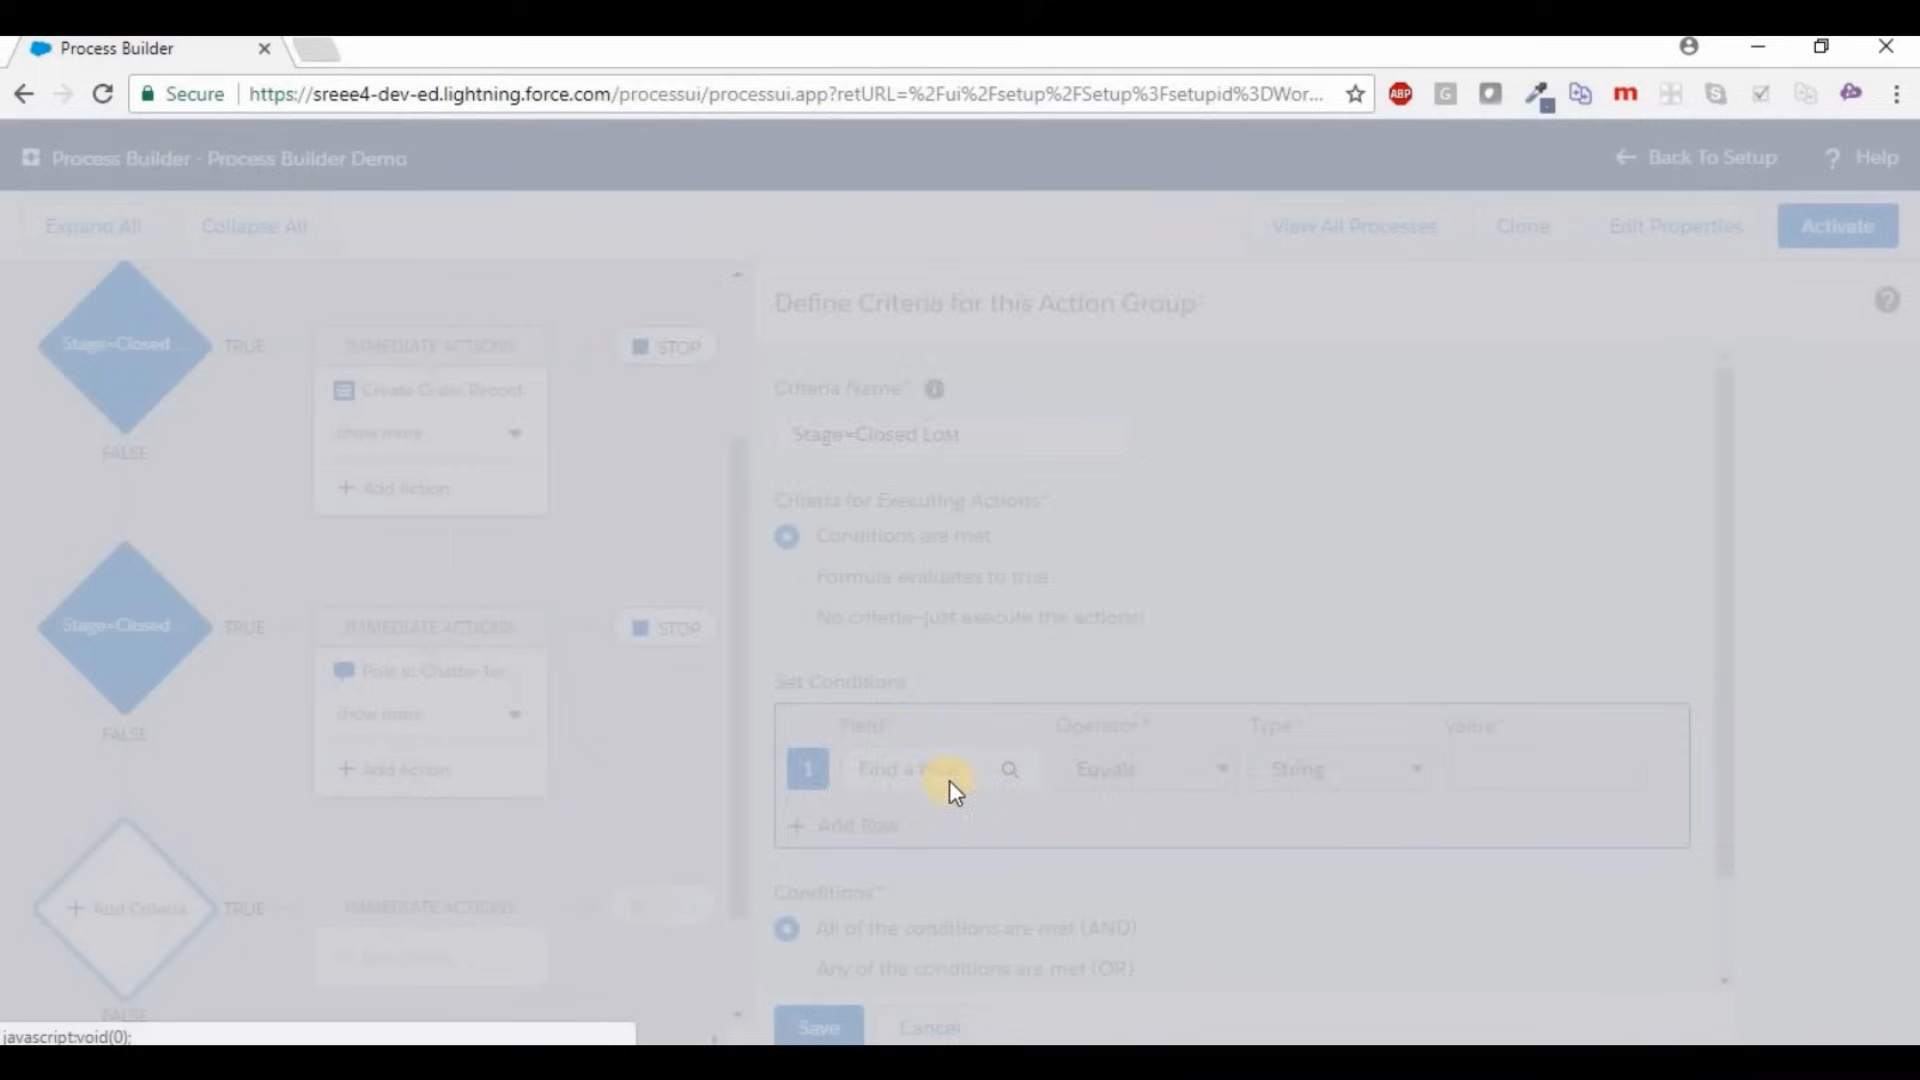 Process Builder
Secure https://sreee4-dev-ed.lightning.force.com/processui/processui.app?retURL=%2Fui%2Fsetup%2FSetup%3Fsetupid%3DWor...
ABP
G
m
Process Builder - Process Builder Demo
Back To Setup
? Help
Expand All
Collapse All
View All Processes
Clone
Edit Properties
Activate
Stage=Closed...
TRUE
IMMEDIATE ACTIONS
STOP
Create Order Record
show more
+ Add Action
FALSE
Stage=Closed...
TRUE
IMMEDIATE ACTIONS
STOP
Post to Chatter for
show more
+ Add Action
FALSE
+ Add Criteria
TRUE
IMMEDIATE ACTIONS
FALSE
Define Criteria for this Action Group
Criteria Name*
Stage=Closed Lost
Criteria for Executing Actions*
Conditions are met
Formula evaluates to true
No criteria–just execute the actions!
Set Conditions
Field* Operator* Type* Value*
1 Find a Equals String
+ Add Row
Conditions*
All of the conditions are met (AND)
Any of the conditions are met (OR)
Save Cancel
javascript:void(0);